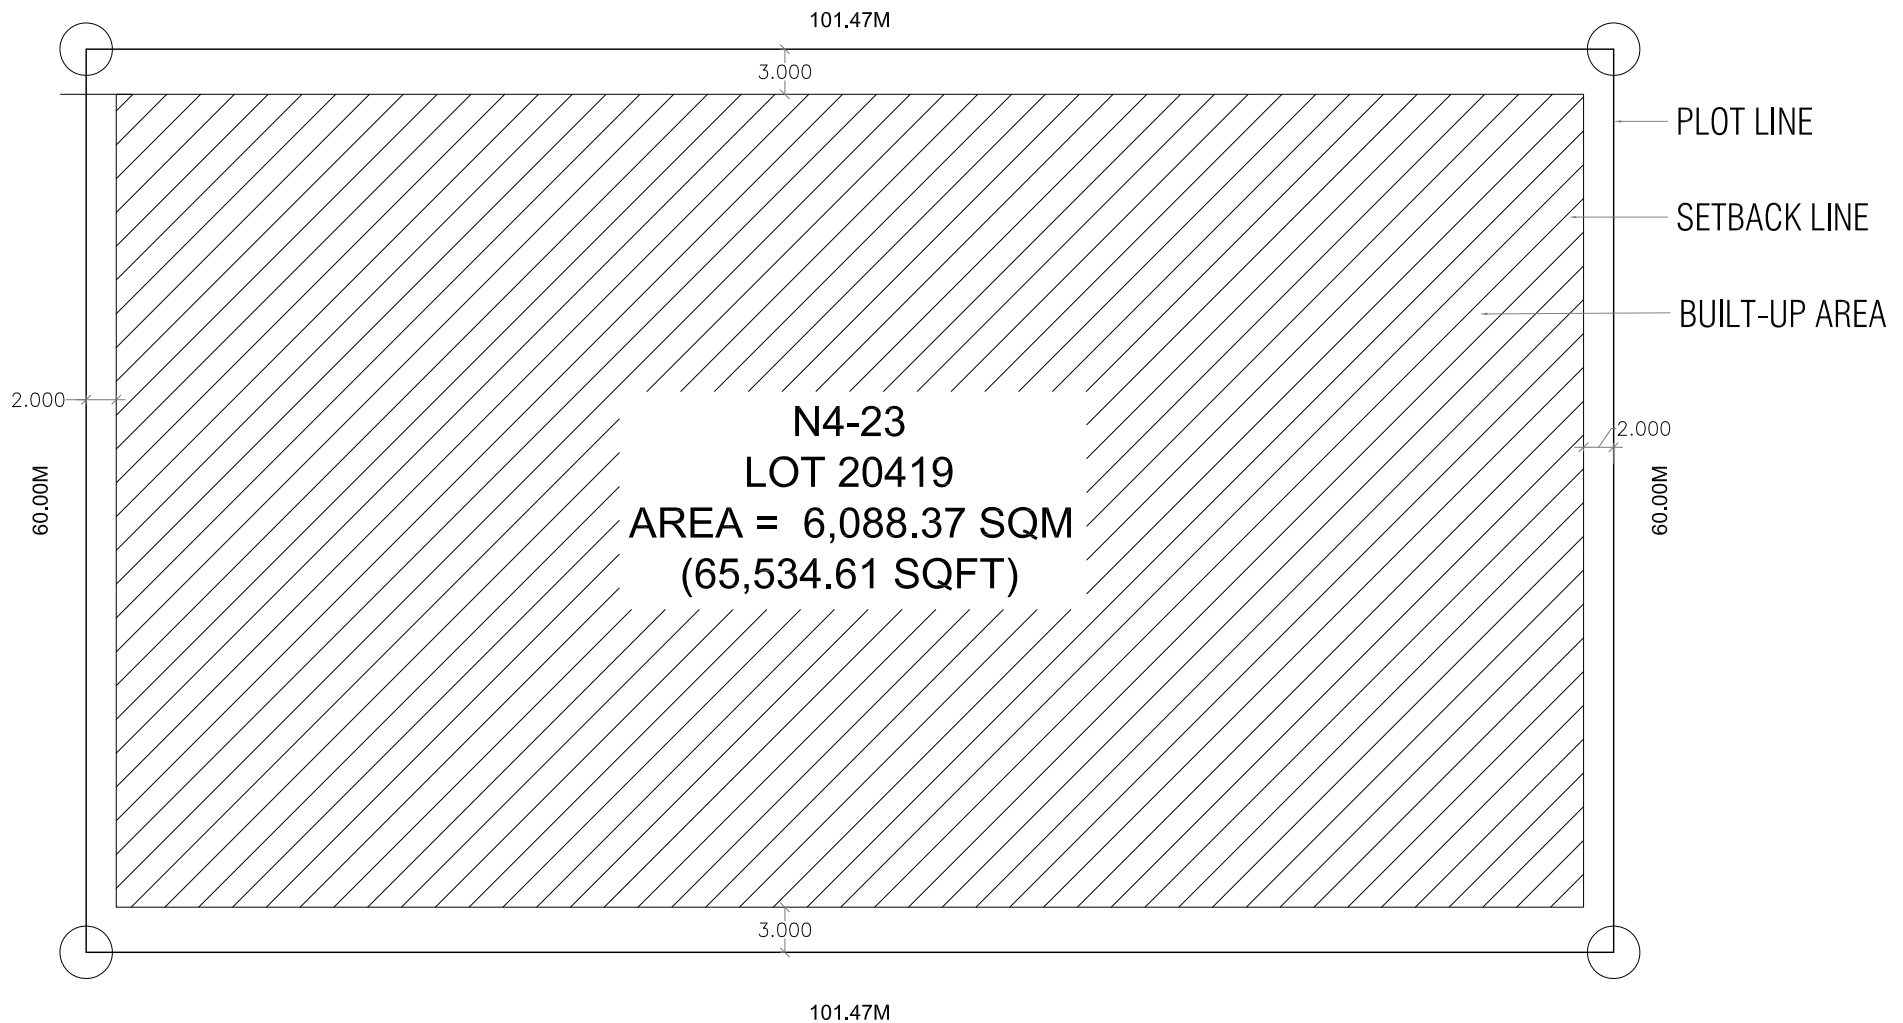 101.47M
3.000
PLOT LINE
SETBACK LINE
BUILT-UP AREA
2.000
N4-23
LOT 20419
AREA = 6,088.37 SQM
(65,534.61 SQFT)
2.000
60.00M
60.00M
3.000
101.47M